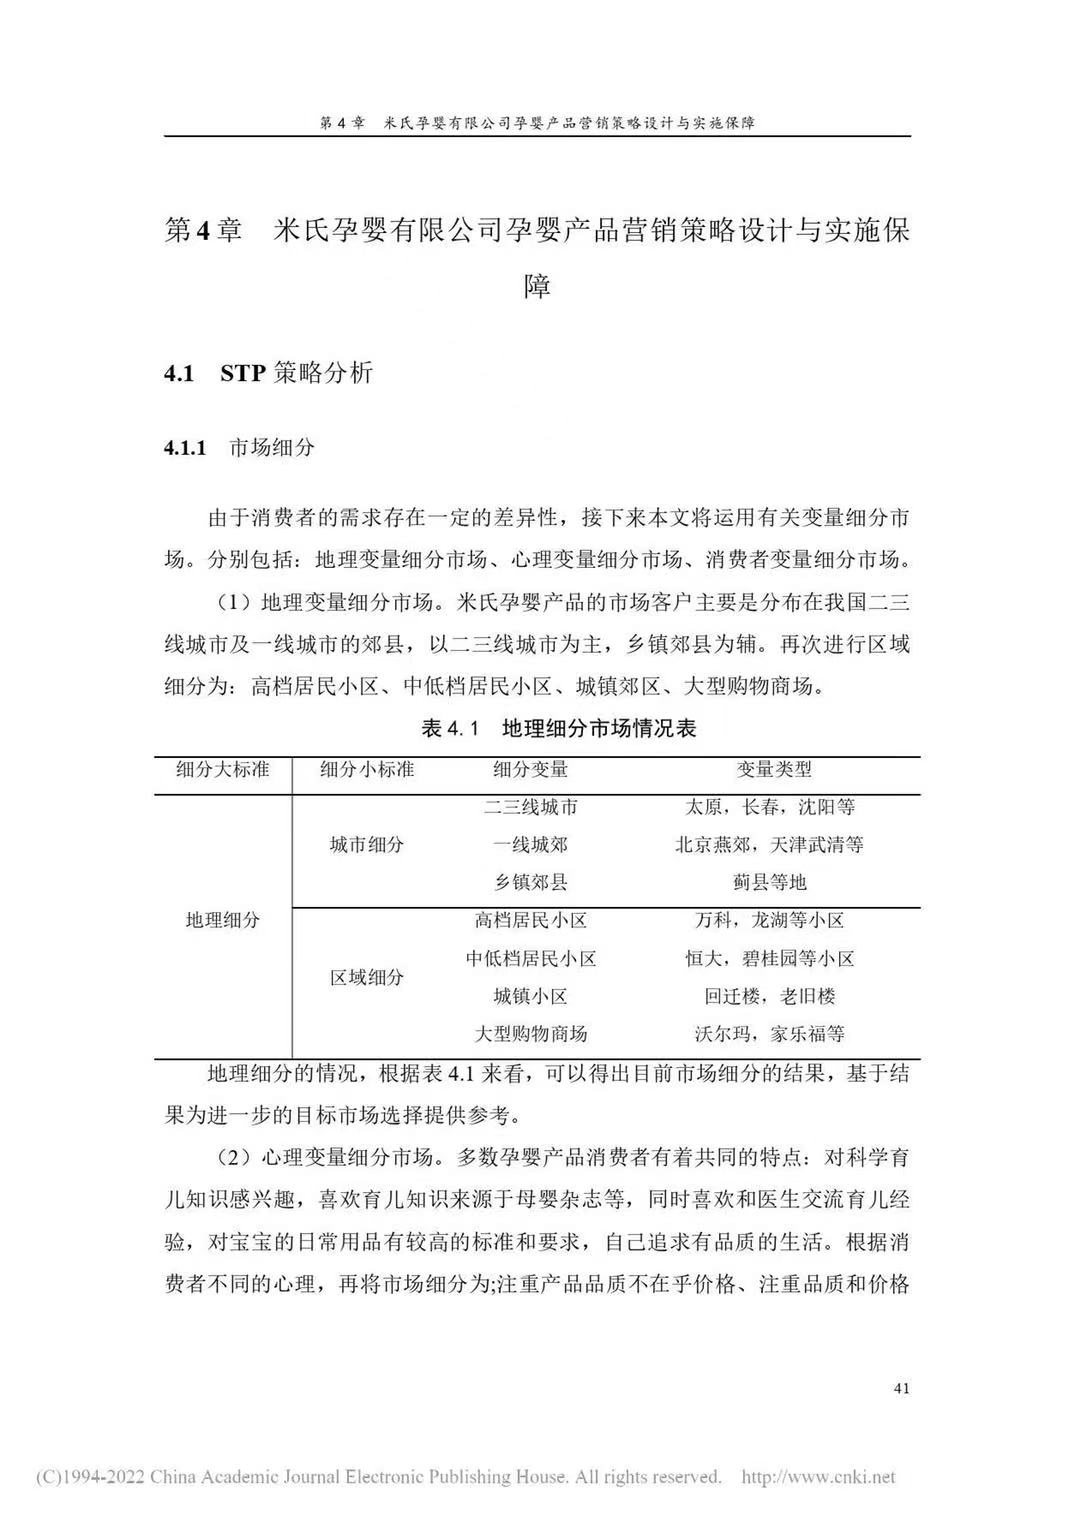 第 4 章　米氏孕婴有限公司孕婴产品营销策略设计与实施保障
第 4 章　米氏孕婴有限公司孕婴产品营销策略设计与实施保
障
4.1　STP 策略分析
4.1.1　市场细分
由于消费者的需求存在一定的差异性，接下来本文将运用有关变量细分市
场。分别包括：地理变量细分市场、心理变量细分市场、消费者变量细分市场。
（1）地理变量细分市场。米氏孕婴产品的市场客户主要是分布在我国二三
线城市及一线城市的郊县，以二三线城市为主，乡镇郊县为辅。再次进行区域
细分为：高档居民小区、中低档居民小区、城镇郊区、大型购物商场。
表 4.1　地理细分市场情况表
细分大标准　细分小标准　细分变量　变量类型
二三线城市　太原，长春，沈阳等
城市细分　一线城郊　北京燕郊，天津武清等
乡镇郊县　蓟县等地
地理细分　高档居民小区　万科，龙湖等小区
中低档居民小区　恒大，碧桂园等小区
区域细分
城镇小区　回迁楼，老旧楼
大型购物商场　沃尔玛，家乐福等
地理细分的情况，根据表 4.1 来看，可以得出目前市场细分的结果，基于结
果为进一步的目标市场选择提供参考。
（2）心理变量细分市场。多数孕婴产品消费者有着共同的特点：对科学育
儿知识感兴趣，喜欢育儿知识来源于母婴杂志等，同时喜欢和医生交流育儿经
验，对宝宝的日常用品有较高的标准和要求，自己追求有品质的生活。根据消
费者不同的心理，再将市场细分为;注重产品品质不在乎价格、注重品质和价格
41
(C)1994-2022 China Academic Journal Electronic Publishing House. All rights reserved.　http://www.cnki.net